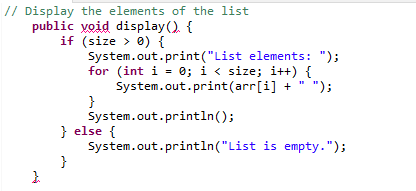 // Display the elements of the list
public void display() {
if (size > 0) {
System.out.print("List elements: ");
for (int i = 0; i < size; i++) {
System.out.print(arr[i] + " ");
}
System.out.println();
} else {
System.out.println("List is empty.");
}
}